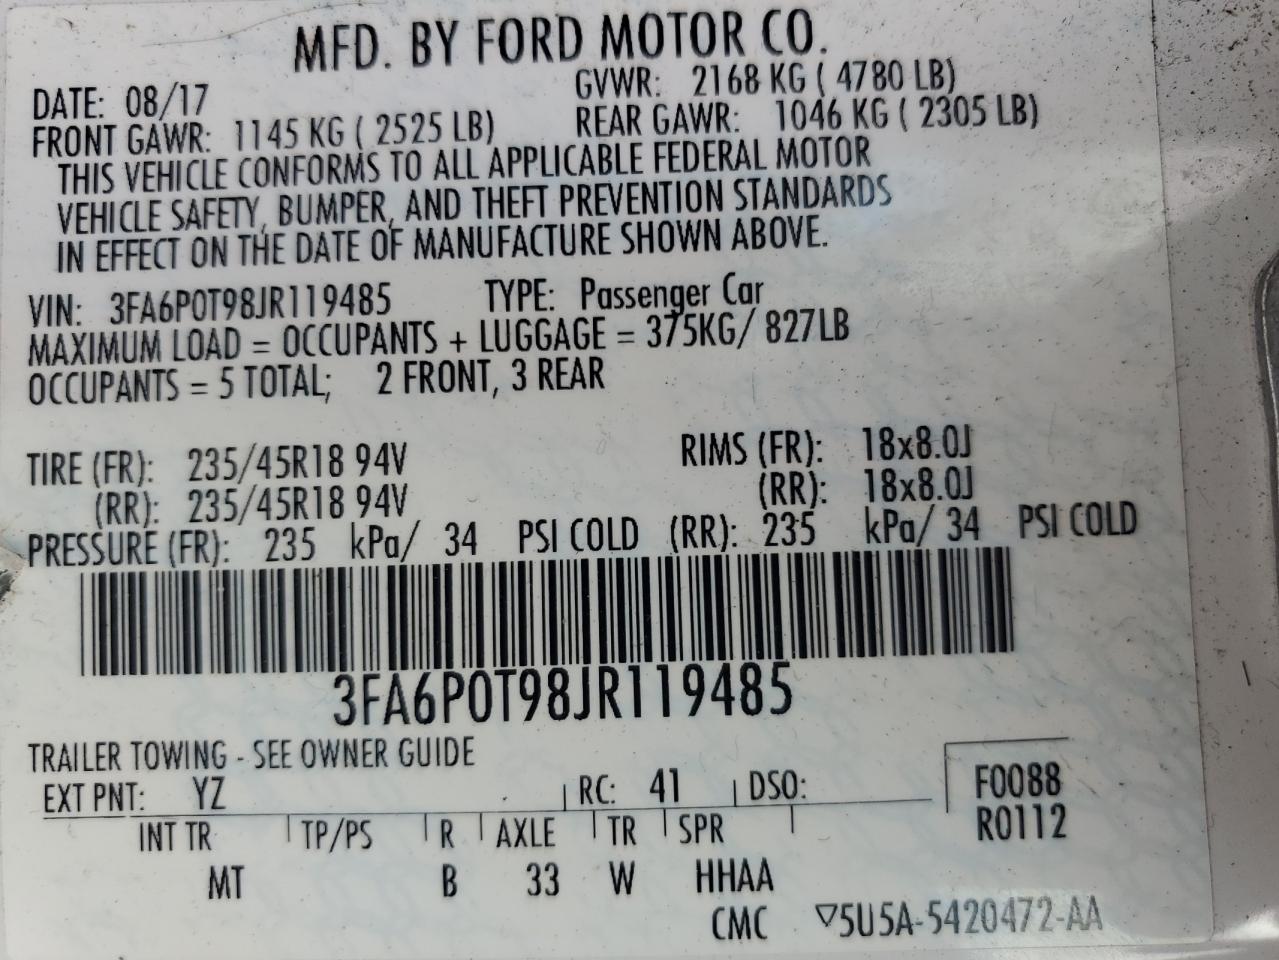 MFD. BY FORD MOTOR CO.
DATE: 08/17 GVWR: 2168 KG ( 4780 LB)
FRONT GAWR: 1145 KG ( 2525 LB) REAR GAWR: 1046 KG ( 2305 LB)
THIS VEHICLE CONFORMS TO ALL APPLICABLE FEDERAL MOTOR
VEHICLE SAFETY, BUMPER, AND THEFT PREVENTION STANDARDS
IN EFFECT ON THE DATE OF MANUFACTURE SHOWN ABOVE.
VIN: 3FA6P0T98JR119485 TYPE: Passenger Car
MAXIMUM LOAD = OCCUPANTS + LUGGAGE = 375KG/ 827LB
OCCUPANTS = 5 TOTAL; 2 FRONT, 3 REAR
TIRE (FR): 235/45R18 94V RIMS (FR): 18x8.0J
(RR): 235/45R18 94V (RR): 18x8.0J
PRESSURE (FR): 235 kPa/ 34 PSI COLD (RR): 235 kPa/ 34 PSI COLD
3FA6P0T98JR119485
TRAILER TOWING - SEE OWNER GUIDE
EXT PNT: YZ RC: 41 DSO: F0088
R0112
INT TR TP/PS R AXLE TR SPR
MT B 33 W HHAA
CMC ▽5U5A-5420472-AA